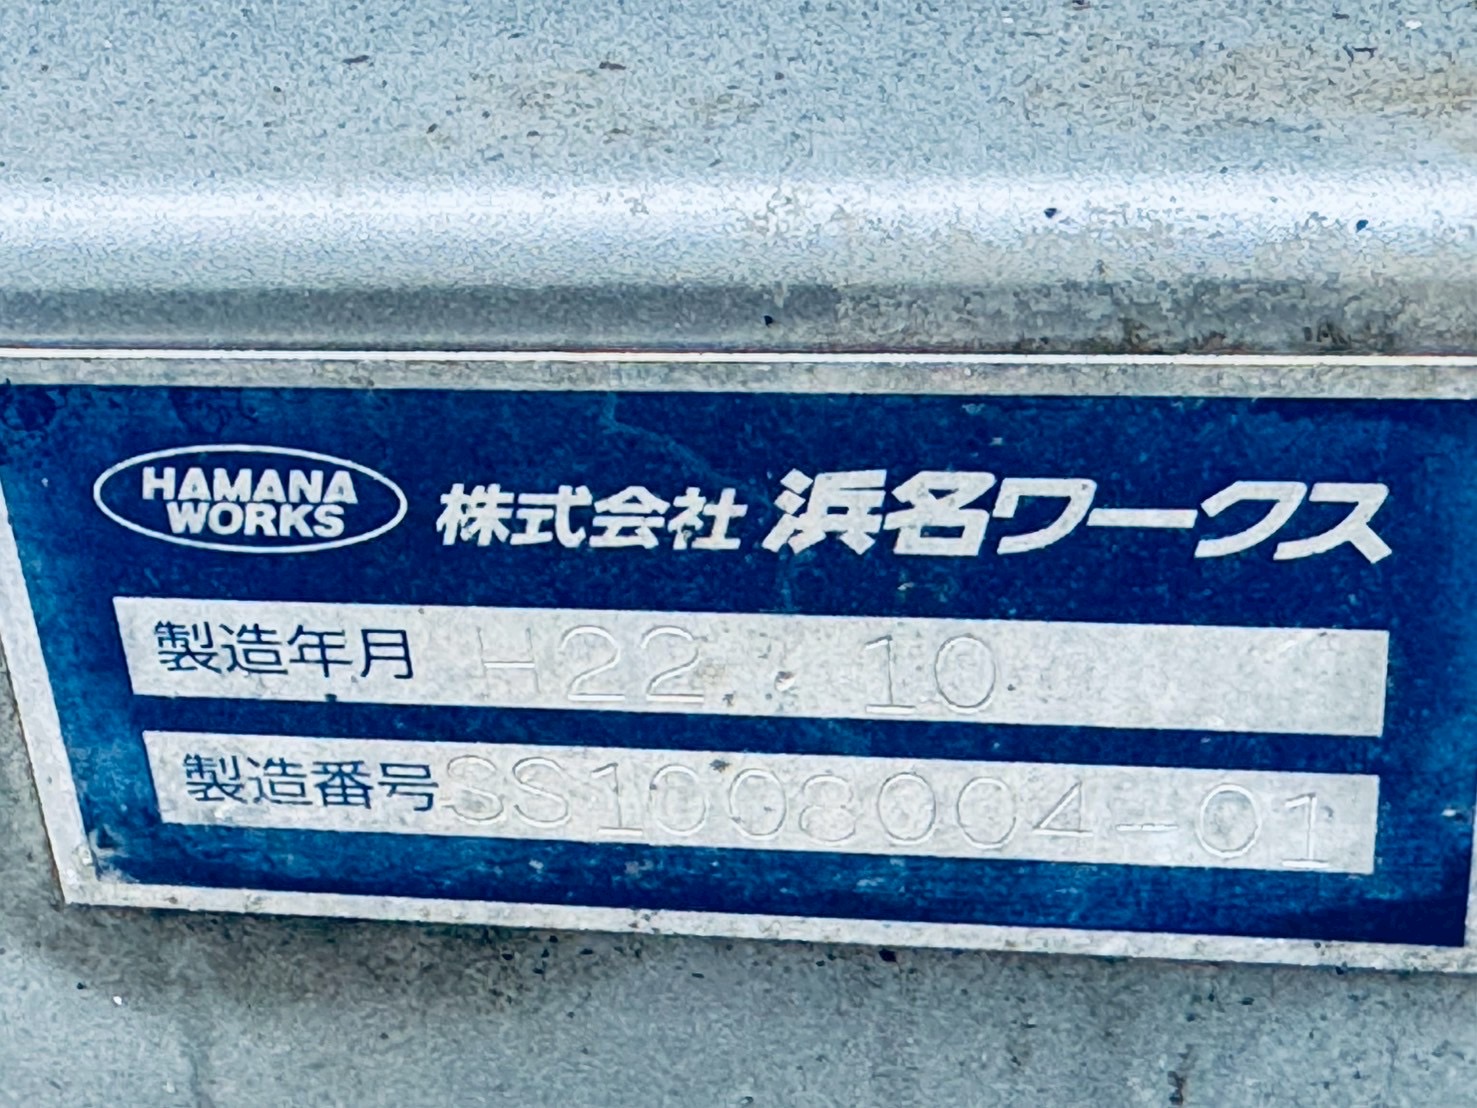 HAMANA
WORKS
株式会社 浜名ワークス
製造年月 H22.10
製造番号 SS1008004-01